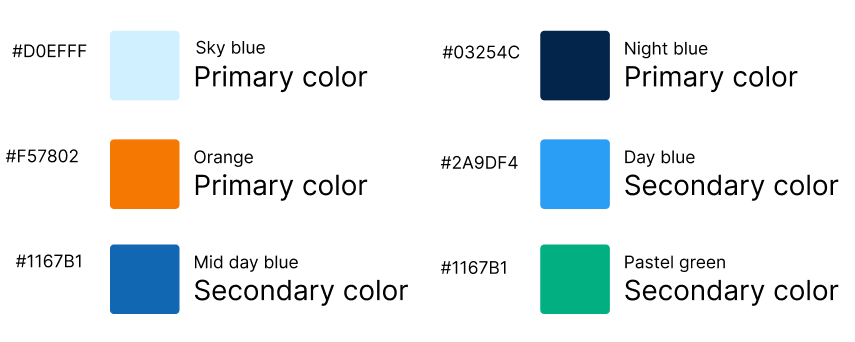 #D0EFFF
Sky blue
Primary color
#03254C
Night blue
Primary color
#F57802
Orange
Primary color
#2A9DF4
Day blue
Secondary color
#1167B1
Mid day blue
Secondary color
#1167B1
Pastel green
Secondary color